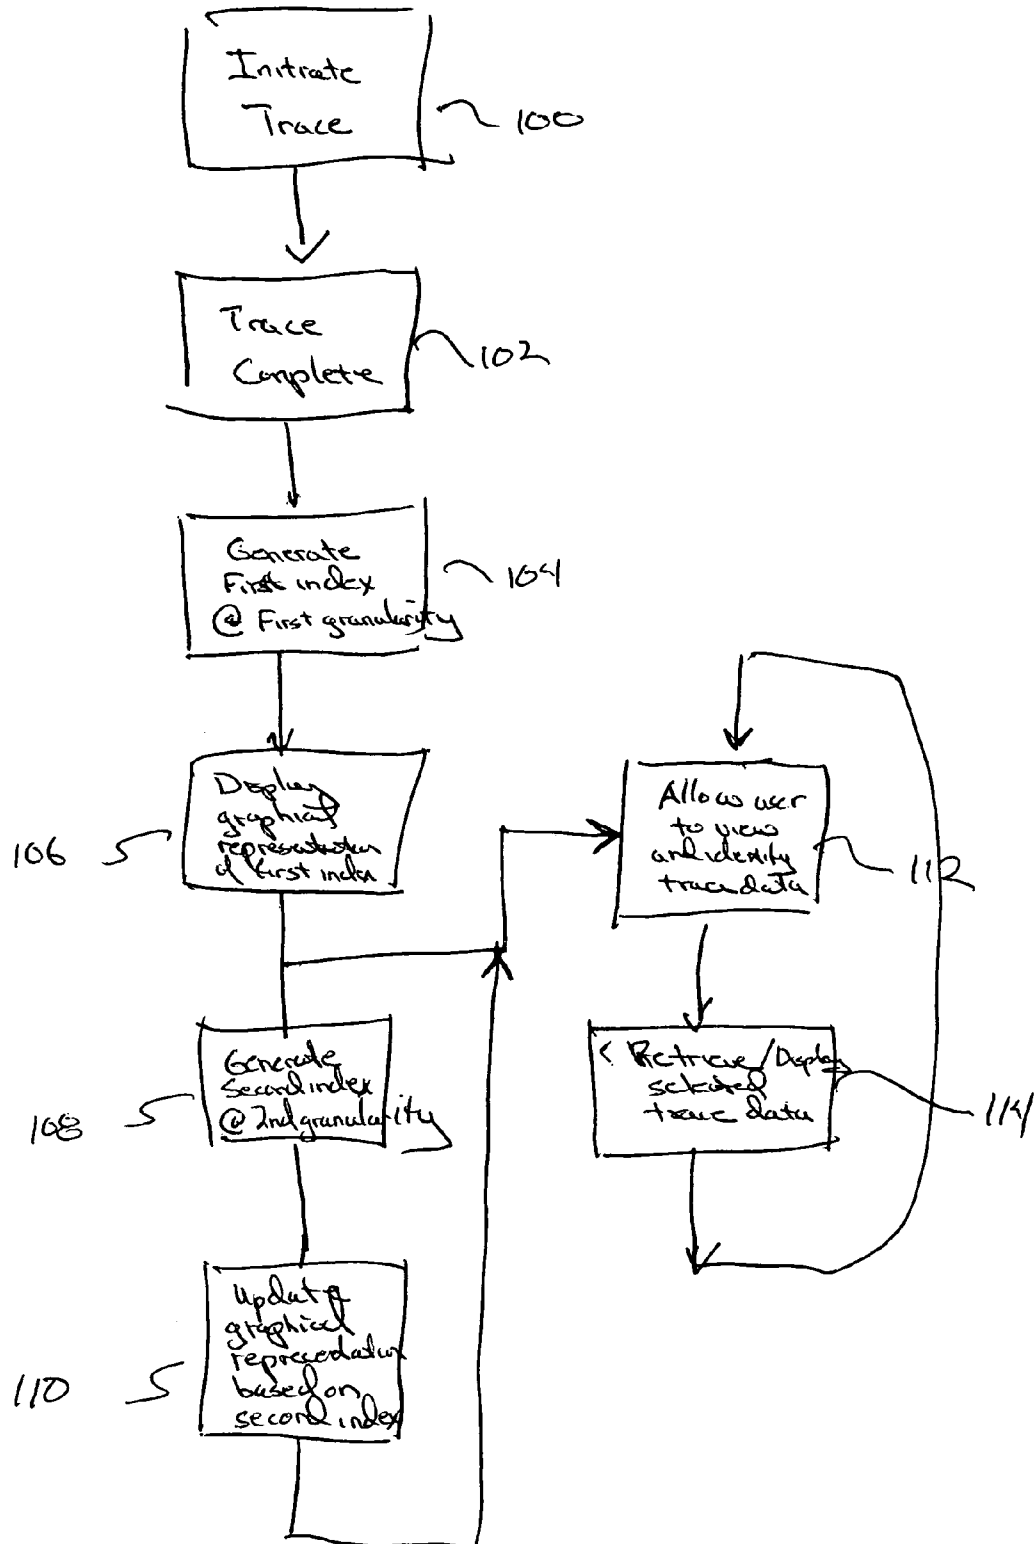 Initiate
Trace
100
Trace
Complete
102
Generate
First index
@ First granularity
104
Display
graphical
representation
of first index
106
Generate
Second index
@ 2nd granularity
108
Update
graphical
representation
based on
second index
110
Allow user
to view
and identify
trace data
112
Retrieve/Display
selected
trace data
114